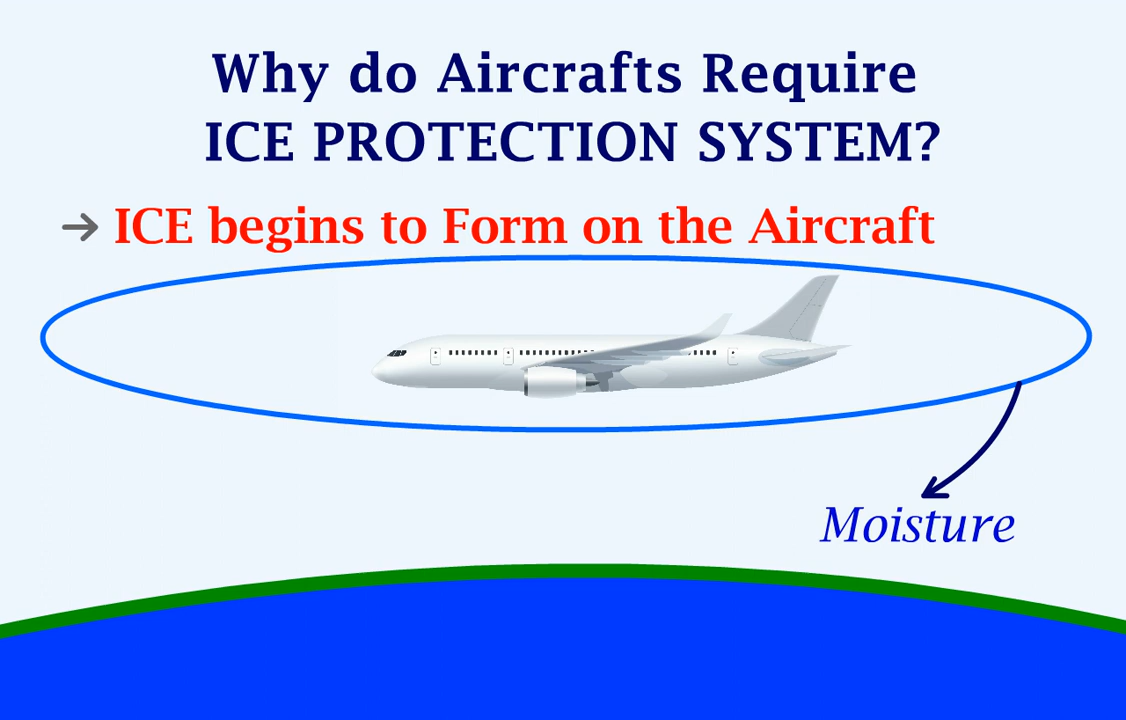 Why do Aircrafts Require
ICE PROTECTION SYSTEM?
→ ICE begins to Form on the Aircraft
Moisture